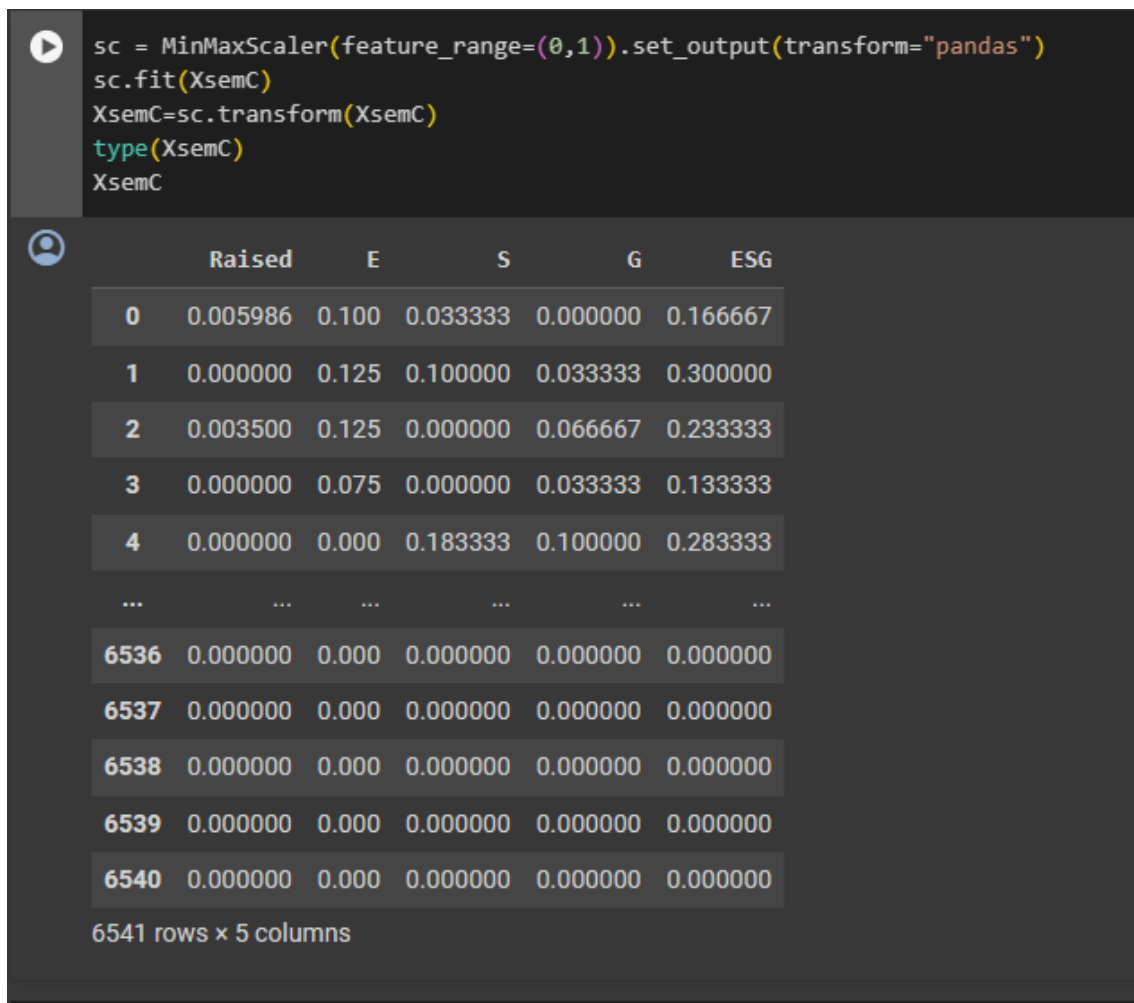 sc = MinMaxScaler(feature_range=(0,1)).set_output(transform="pandas")
sc.fit(XsemC)
XsemC=sc.transform(XsemC)
type(XsemC)
XsemC
Raised E S G ESG
0 0.005986 0.100 0.033333 0.000000 0.166667
1 0.000000 0.125 0.100000 0.033333 0.300000
2 0.003500 0.125 0.000000 0.066667 0.233333
3 0.000000 0.075 0.000000 0.033333 0.133333
4 0.000000 0.000 0.183333 0.100000 0.283333
... ... ... ... ... ...
6536 0.000000 0.000 0.000000 0.000000 0.000000
6537 0.000000 0.000 0.000000 0.000000 0.000000
6538 0.000000 0.000 0.000000 0.000000 0.000000
6539 0.000000 0.000 0.000000 0.000000 0.000000
6540 0.000000 0.000 0.000000 0.000000 0.000000
6541 rows × 5 columns